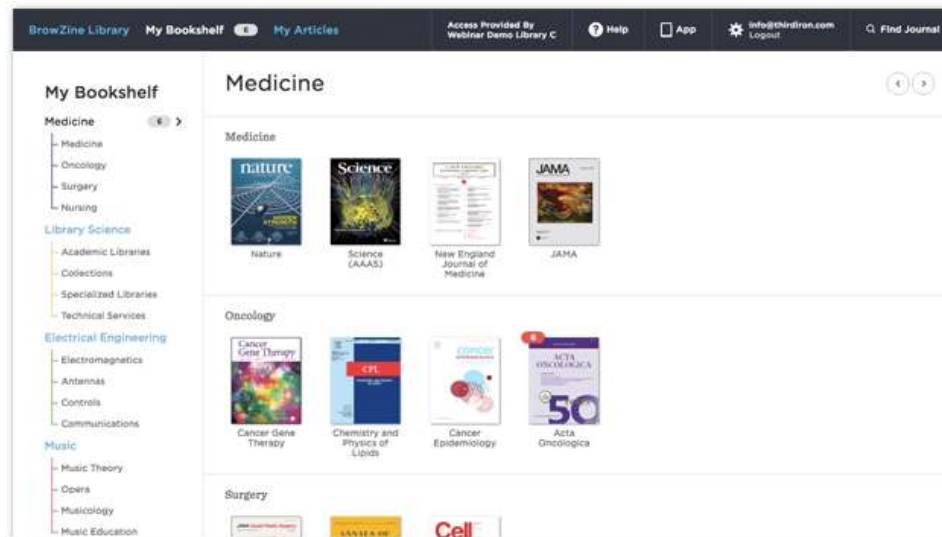 BrowZine Library My Bookshelf 6 My Articles
Access Provided By
Webinar Demo Library C
Help
App
info@thirdiron.com
Logout
Find Journal
My Bookshelf
Medicine 6
Medicine
Oncology
Surgery
Nursing
Library Science
Academic Libraries
Collections
Specialized Libraries
Technical Services
Electrical Engineering
Electromagnetics
Antennas
Controls
Communications
Music
Music Theory
Opera
Musicology
Music Education
Medicine
Medicine
nature
Science
JAMA
Nature
Science
(AAAS)
New England
Journal of
Medicine
JAMA
Oncology
Cancer
Gene Therapy
CPL
cancer
6
ACTA
ONCOLOGICA
50
Cancer Gene
Therapy
Chemistry and
Physics of
Lipids
Cancer
Epidemiology
Acta
Oncologica
Surgery
ANNALS OF
Cell